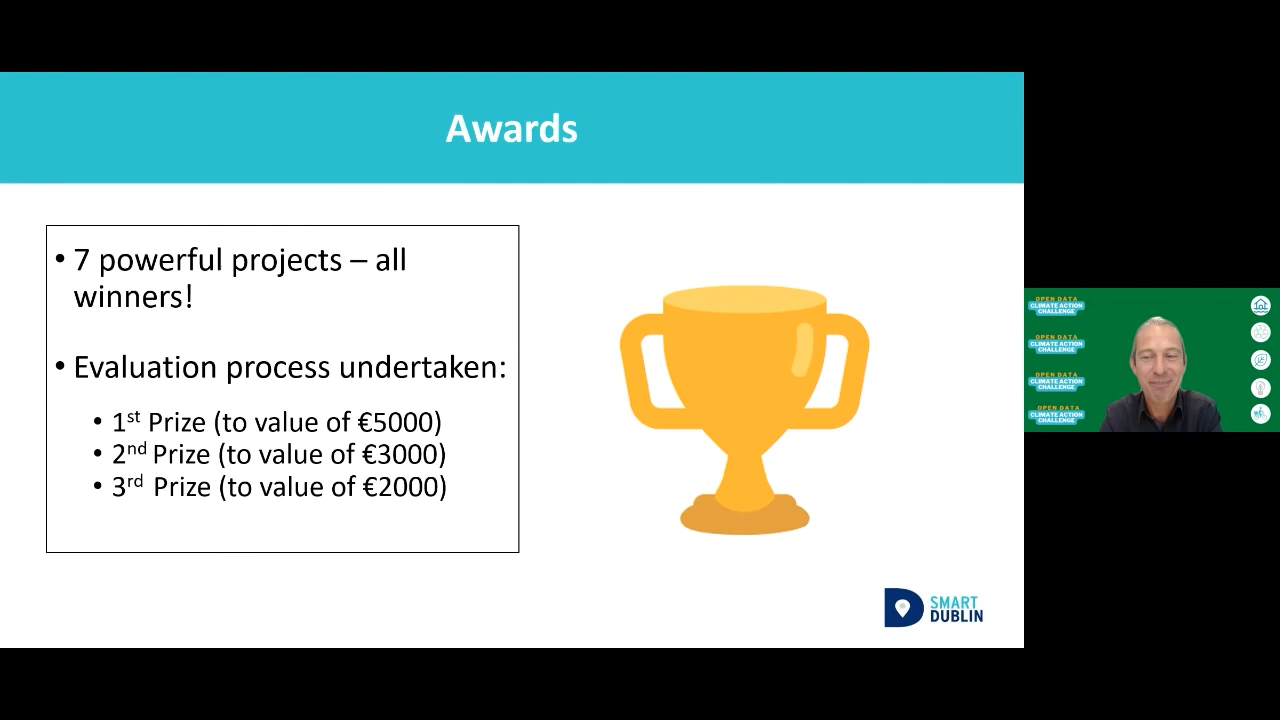 Awards
• 7 powerful projects – all
winners!
• Evaluation process undertaken:
• 1st Prize (to value of €5000)
• 2nd Prize (to value of €3000)
• 3rd Prize (to value of €2000)
SMART
DUBLIN
OPEN DATA
CLIMATE ACTION
CHALLENGE
OPEN DATA
CLIMATE ACTION
CHALLENGE
OPEN DATA
CLIMATE ACTION
CHALLENGE
OPEN DATA
CLIMATE ACTION
CHALLENGE